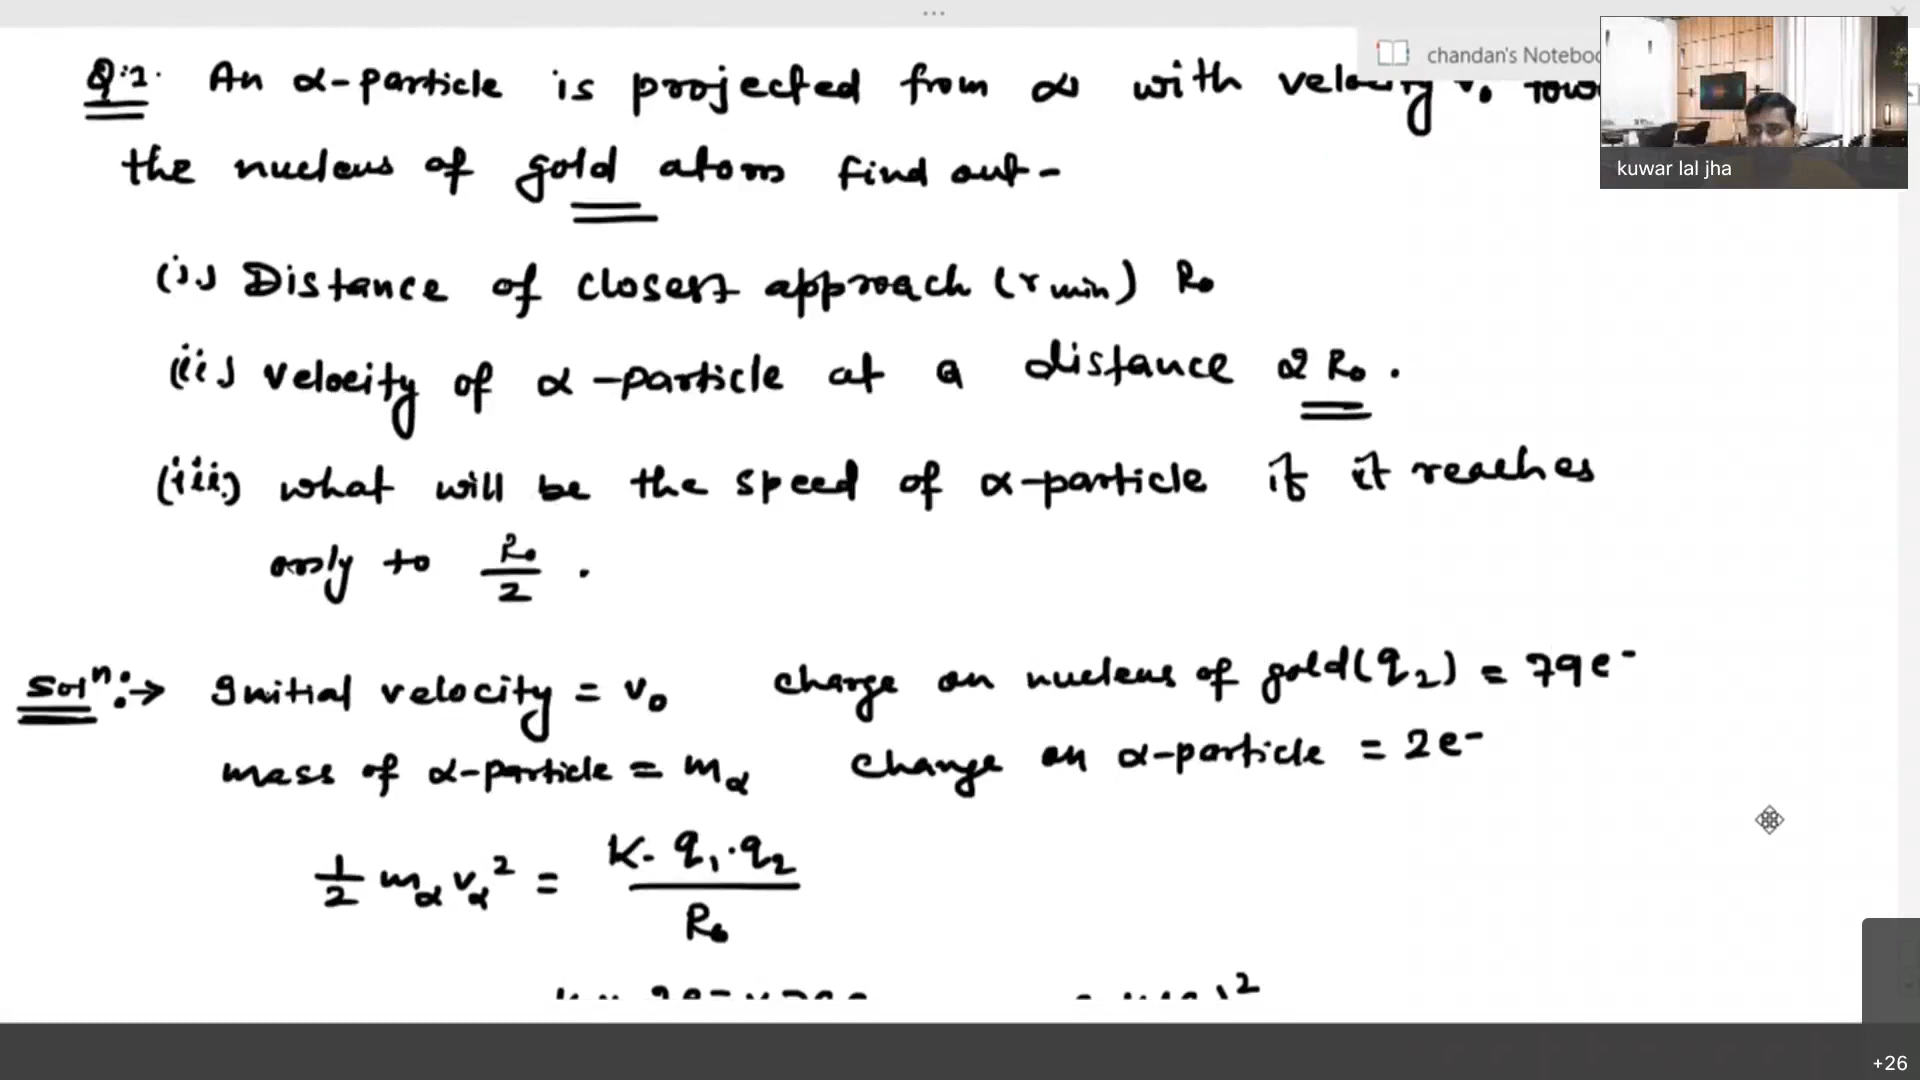 chandan's Noteboo
Q:1. An α-particle is projected from ∞ with velocity v₀
the nucleus of gold atom find out-
(i) Distance of closest approach (r min) R₀
(ii) velocity of α-particle at a distance 2R₀.
(iii) what will be the speed of α-particle if it reaches
only to R₀/2 .
kuwar lal jha
Solⁿ:→ Initial velocity = v₀ charge on nucleus of gold(q₂) = 79e⁻
mass of α-particle = mα charge on α-particle = 2e⁻
1/2 mα vα² = K. q₁.q₂ / R₀
+26